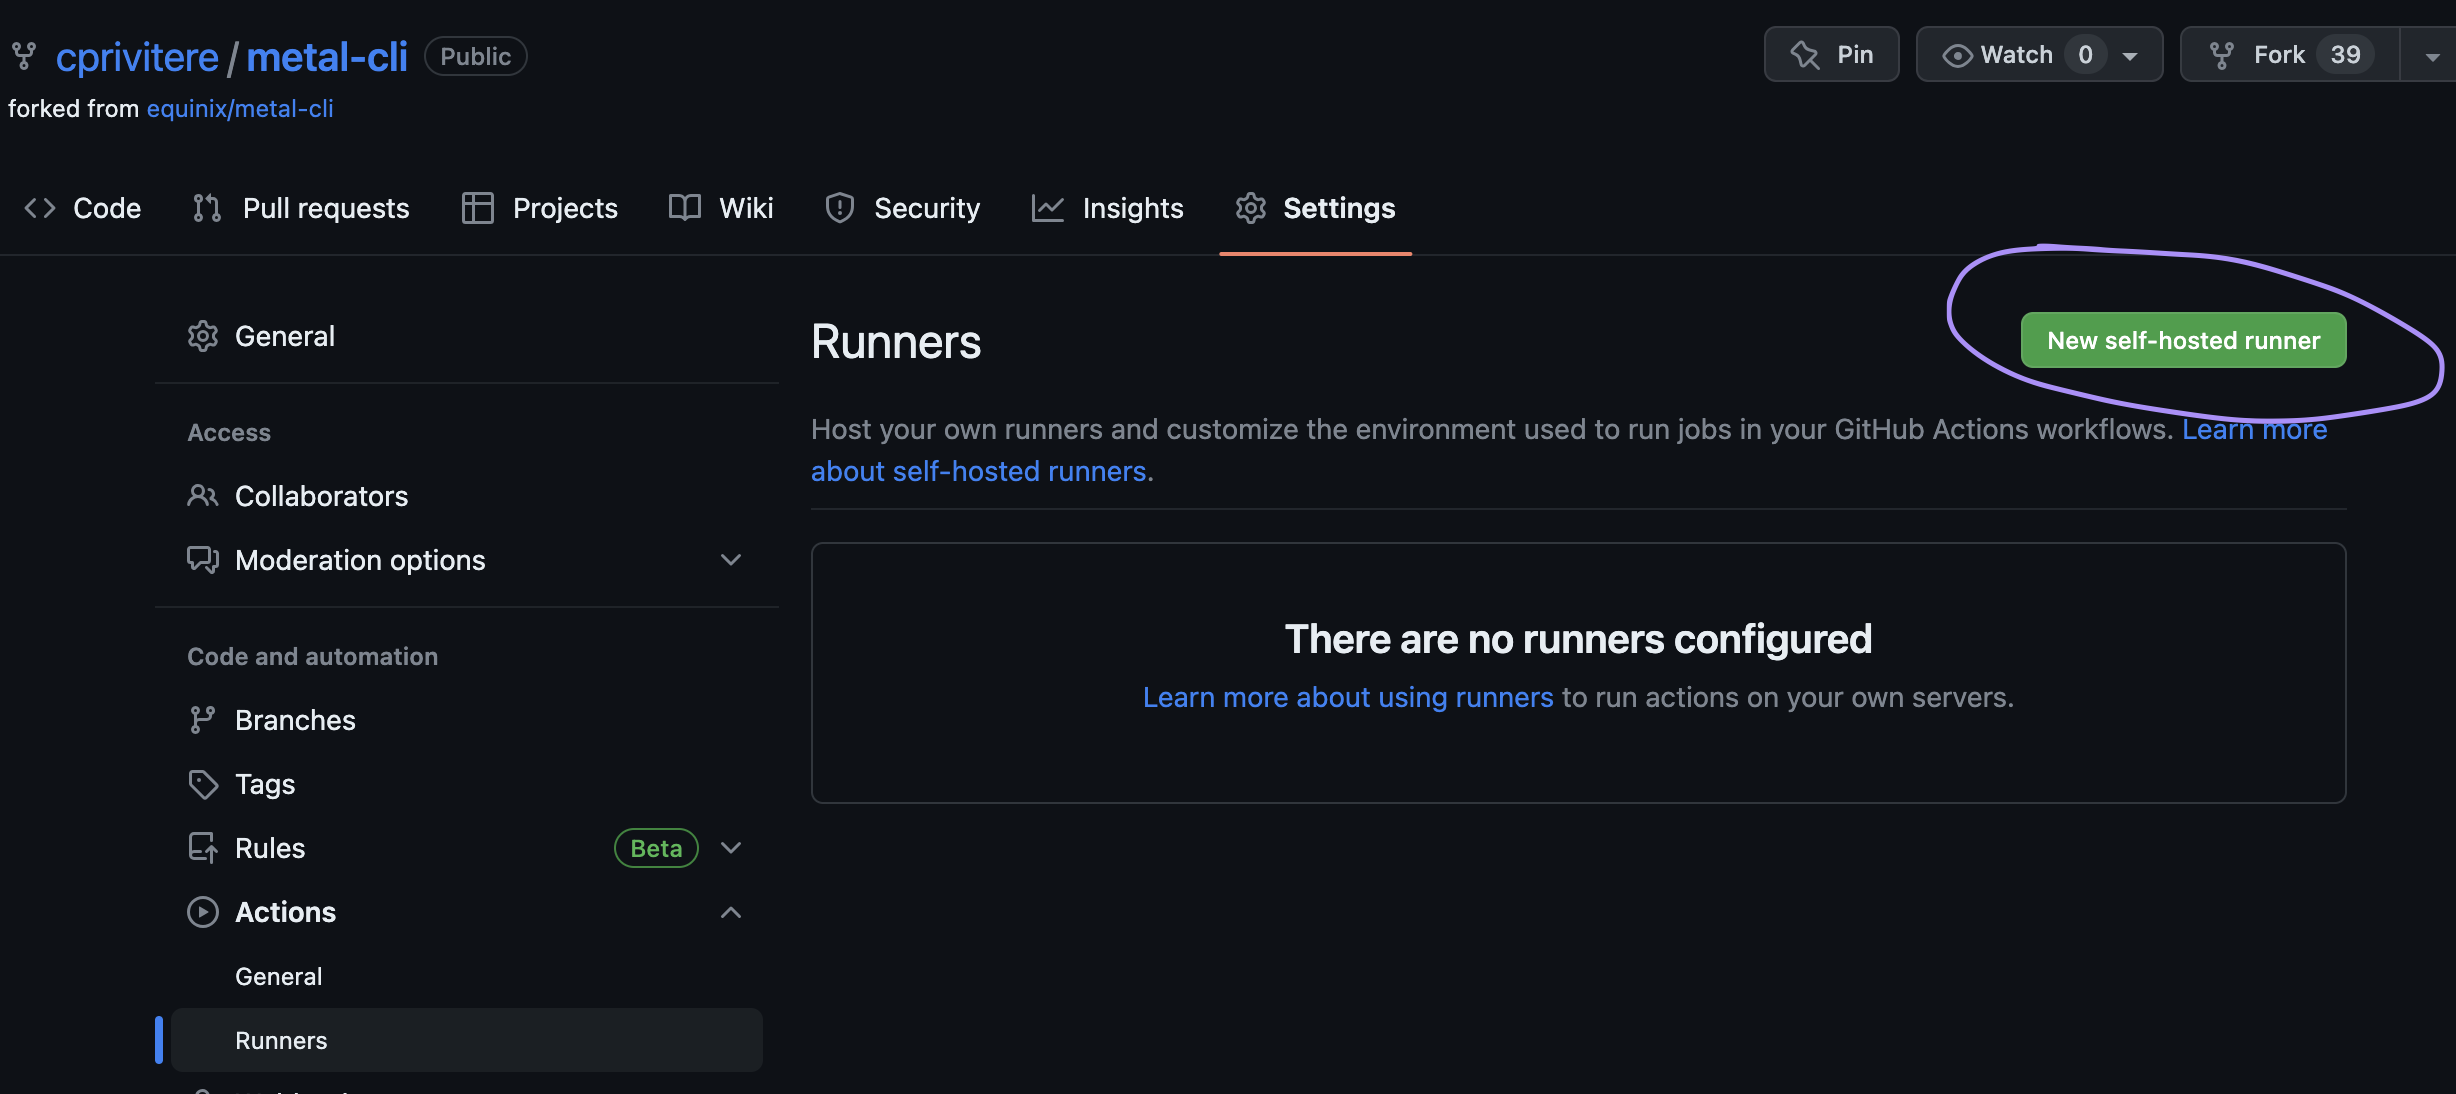 cprivitere / metal-cli Public Pin Watch 0 Fork 39
forked from equinix/metal-cli
Code Pull requests Projects Wiki Security Insights Settings
General
Access
Collaborators
Moderation options
Code and automation
Branches
Tags
Rules Beta
Actions
General
Runners
Runners New self-hosted runner
Host your own runners and customize the environment used to run jobs in your GitHub Actions workflows. Learn more
about self-hosted runners.
There are no runners configured
Learn more about using runners to run actions on your own servers.